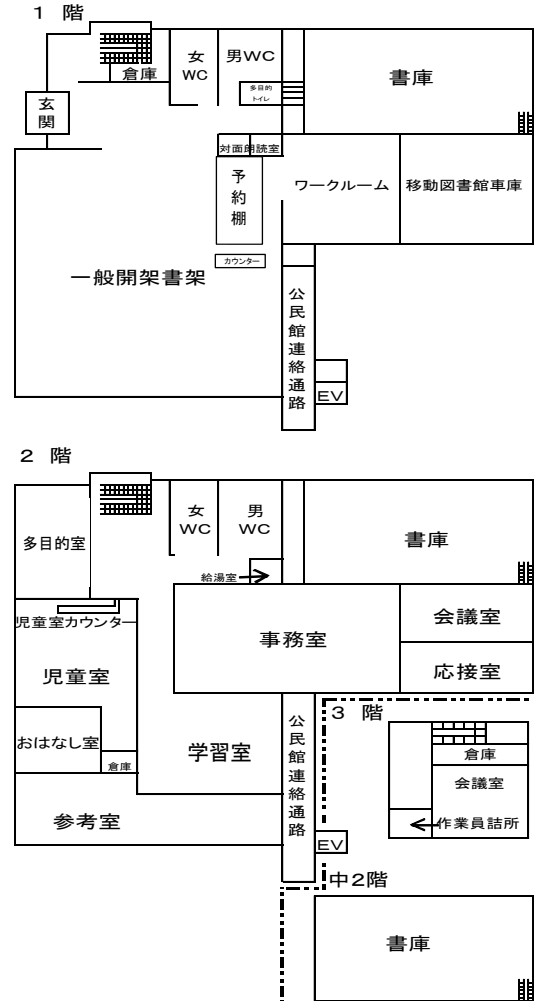 １ 階
女
WC
男WC
倉庫
多目的
トイレ
書庫
玄
関
対面朗読室
予
約
棚
ワークルーム
移動図書館車庫
カウンター
一般開架書架
公
民
館
連
絡
通
路
EV
２ 階
女
WC
男
WC
多目的室
書庫
給湯室
児童室カウンター
事務室
会議室
児童室
応接室
おはなし室
倉庫
学習室
公
民
館
連
絡
通
路
参考室
EV
３ 階
倉庫
会議室
作業員詰所
中２階
書庫